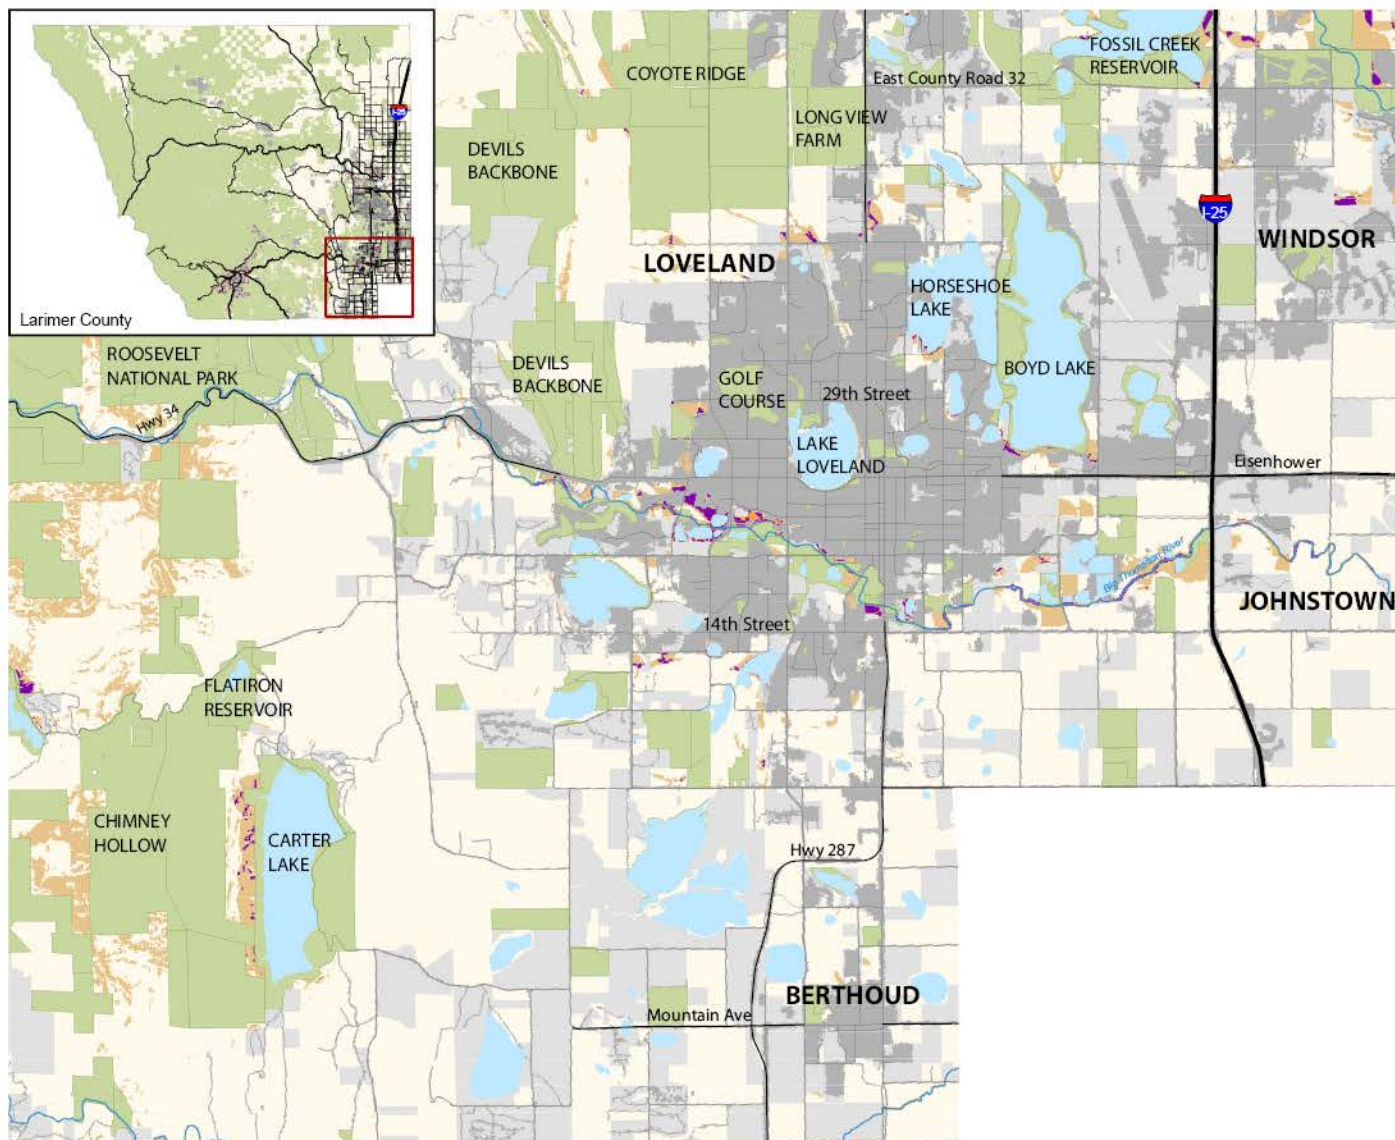 I-25
Larimer County
COYOTE RIDGE
FOSSIL CREEK
RESERVOIR
East County Road 32
LONG VIEW
FARM
DEVILS
BACKBONE
I-25
WINDSOR
LOVELAND
HORSESHOE
LAKE
ROOSEVELT
NATIONAL PARK
DEVILS
BACKBONE
GOLF
COURSE
BOYD LAKE
29th Street
Hwy 34
LAKE
LOVELAND
Eisenhower
Big Thompson River
JOHNSTOWN
14th Street
FLATIRON
RESERVOIR
CHIMNEY
HOLLOW
CARTER
LAKE
Hwy 287
BERTHOUD
Mountain Ave